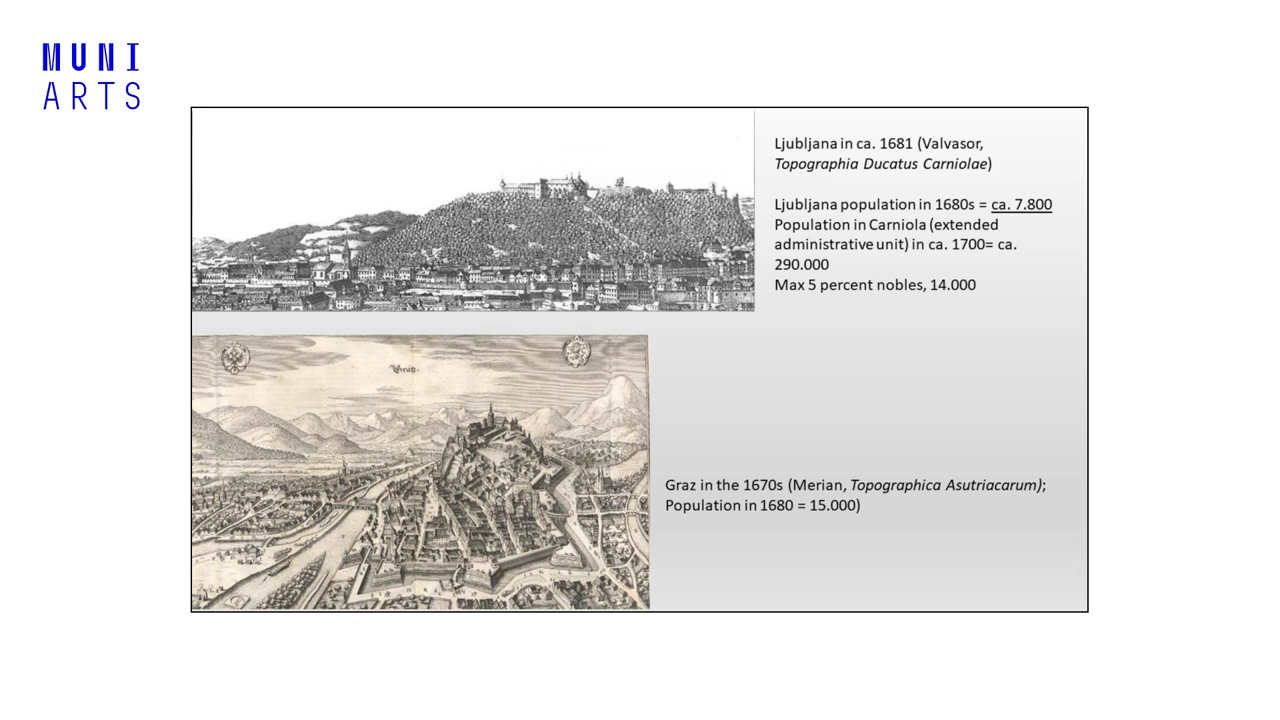 MUNI
ARTS
Ljubljana in ca. 1681 (Valvasor,
Topographia Ducatus Carniolae)
Ljubljana population in 1680s = ca. 7.800
Population in Carniola (extended
administrative unit) in ca. 1700= ca.
290.000
Max 5 percent nobles, 14.000
Grätz.
Graz in the 1670s (Merian, Topographica Asutriacarum);
Population in 1680 = 15.000)